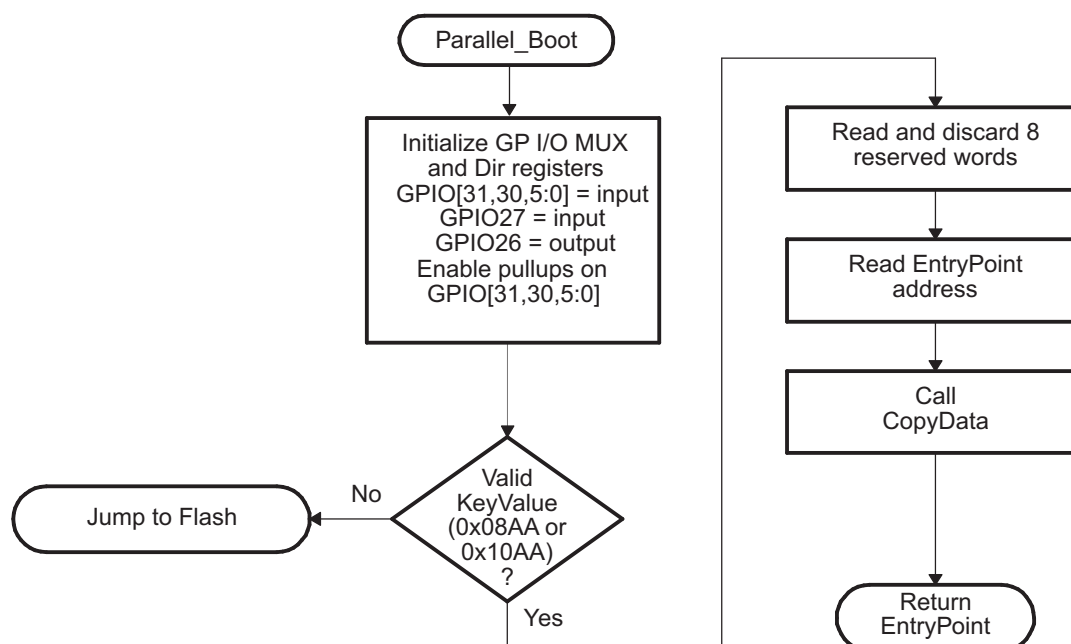 Parallel_Boot
Initialize GP I/O MUX
and Dir registers
GPIO[31,30,5:0] = input
GPIO27 = input
GPIO26 = output
Enable pullups on
GPIO[31,30,5:0]
Valid
KeyValue
(0x08AA or
0x10AA)
?
No
Jump to Flash
Yes
Read and discard 8
reserved words
Read EntryPoint
address
Call
CopyData
Return
EntryPoint